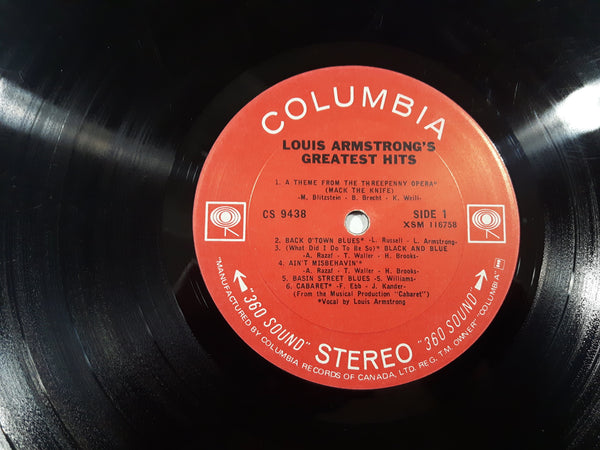 COLUMBIA
LOUIS ARMSTRONG'S
GREATEST HITS
1. A THEME FROM THE THREEPENNY OPERA*
(MACK THE KNIFE)
-M. Blitzstein - B. Brecht - K. Weill-
CS 9438
SIDE 1
XSM 116758
2. BACK O'TOWN BLUES* -L. Russell - L. Armstrong-
3. (What Did I Do To Be So)* BLACK AND BLUE
-A. Razaf - T. Waller - H. Brooks-
4. AIN'T MISBEHAVIN'*
-A. Razaf - T. Waller - H. Brooks-
5. BASIN STREET BLUES -S. Williams-
6. CABARET* -F. Ebb - J. Kander-
(From the Musical Production "Cabaret")
*Vocal by Louis Armstrong
"360 SOUND" STEREO "360 SOUND"
"MANUFACTURED BY COLUMBIA RECORDS OF CANADA, LTD. REG. T.M. OWNER "COLUMBIA"